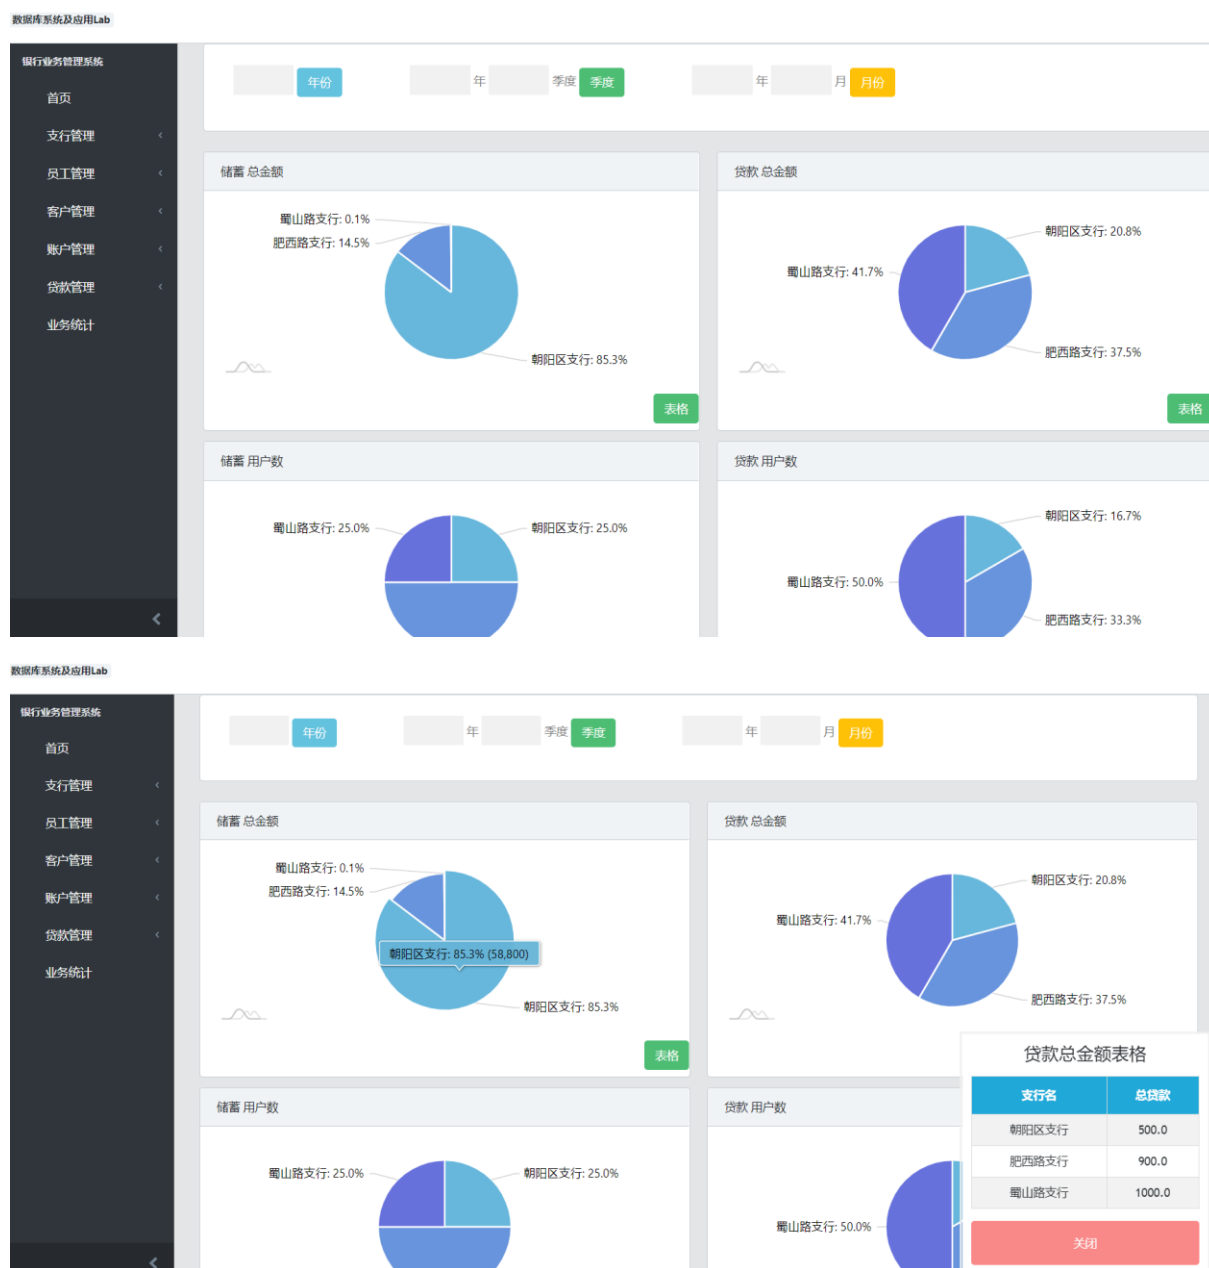 数据库系统及应用Lab
银行业务管理系统
首页
支行管理
员工管理
客户管理
账户管理
贷款管理
业务统计
年份
年
季度
季度
年
月
月份
储蓄 总金额
蜀山路支行: 0.1%
肥西路支行: 14.5%
朝阳区支行: 85.3%
表格
贷款 总金额
朝阳区支行: 20.8%
蜀山路支行: 41.7%
肥西路支行: 37.5%
表格
储蓄 用户数
蜀山路支行: 25.0%
朝阳区支行: 25.0%
贷款 用户数
朝阳区支行: 16.7%
蜀山路支行: 50.0%
肥西路支行: 33.3%
数据库系统及应用Lab
银行业务管理系统
首页
支行管理
员工管理
客户管理
账户管理
贷款管理
业务统计
年份
年
季度
季度
年
月
月份
储蓄 总金额
蜀山路支行: 0.1%
肥西路支行: 14.5%
朝阳区支行: 85.3% (58,800)
朝阳区支行: 85.3%
表格
贷款 总金额
朝阳区支行: 20.8%
蜀山路支行: 41.7%
肥西路支行: 37.5%
储蓄 用户数
蜀山路支行: 25.0%
朝阳区支行: 25.0%
贷款 用户数
蜀山路支行: 50.0%
贷款总金额表格
支行名 总贷款
朝阳区支行 500.0
肥西路支行 900.0
蜀山路支行 1000.0
关闭